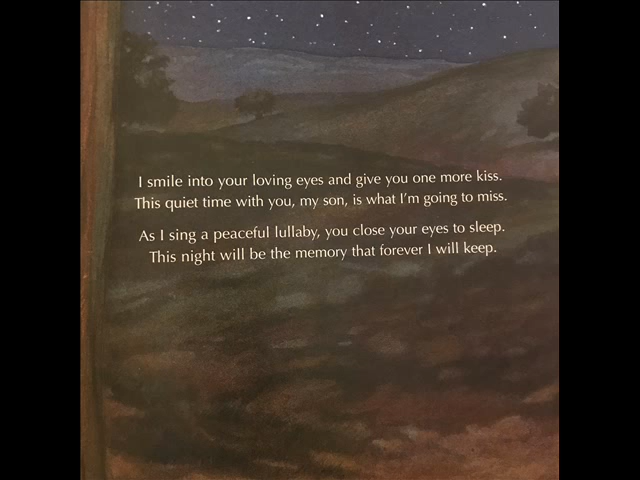 I smile into your loving eyes and give you one more kiss.
This quiet time with you, my son, is what I'm going to miss.
As I sing a peaceful lullaby, you close your eyes to sleep.
This night will be the memory that forever I will keep.